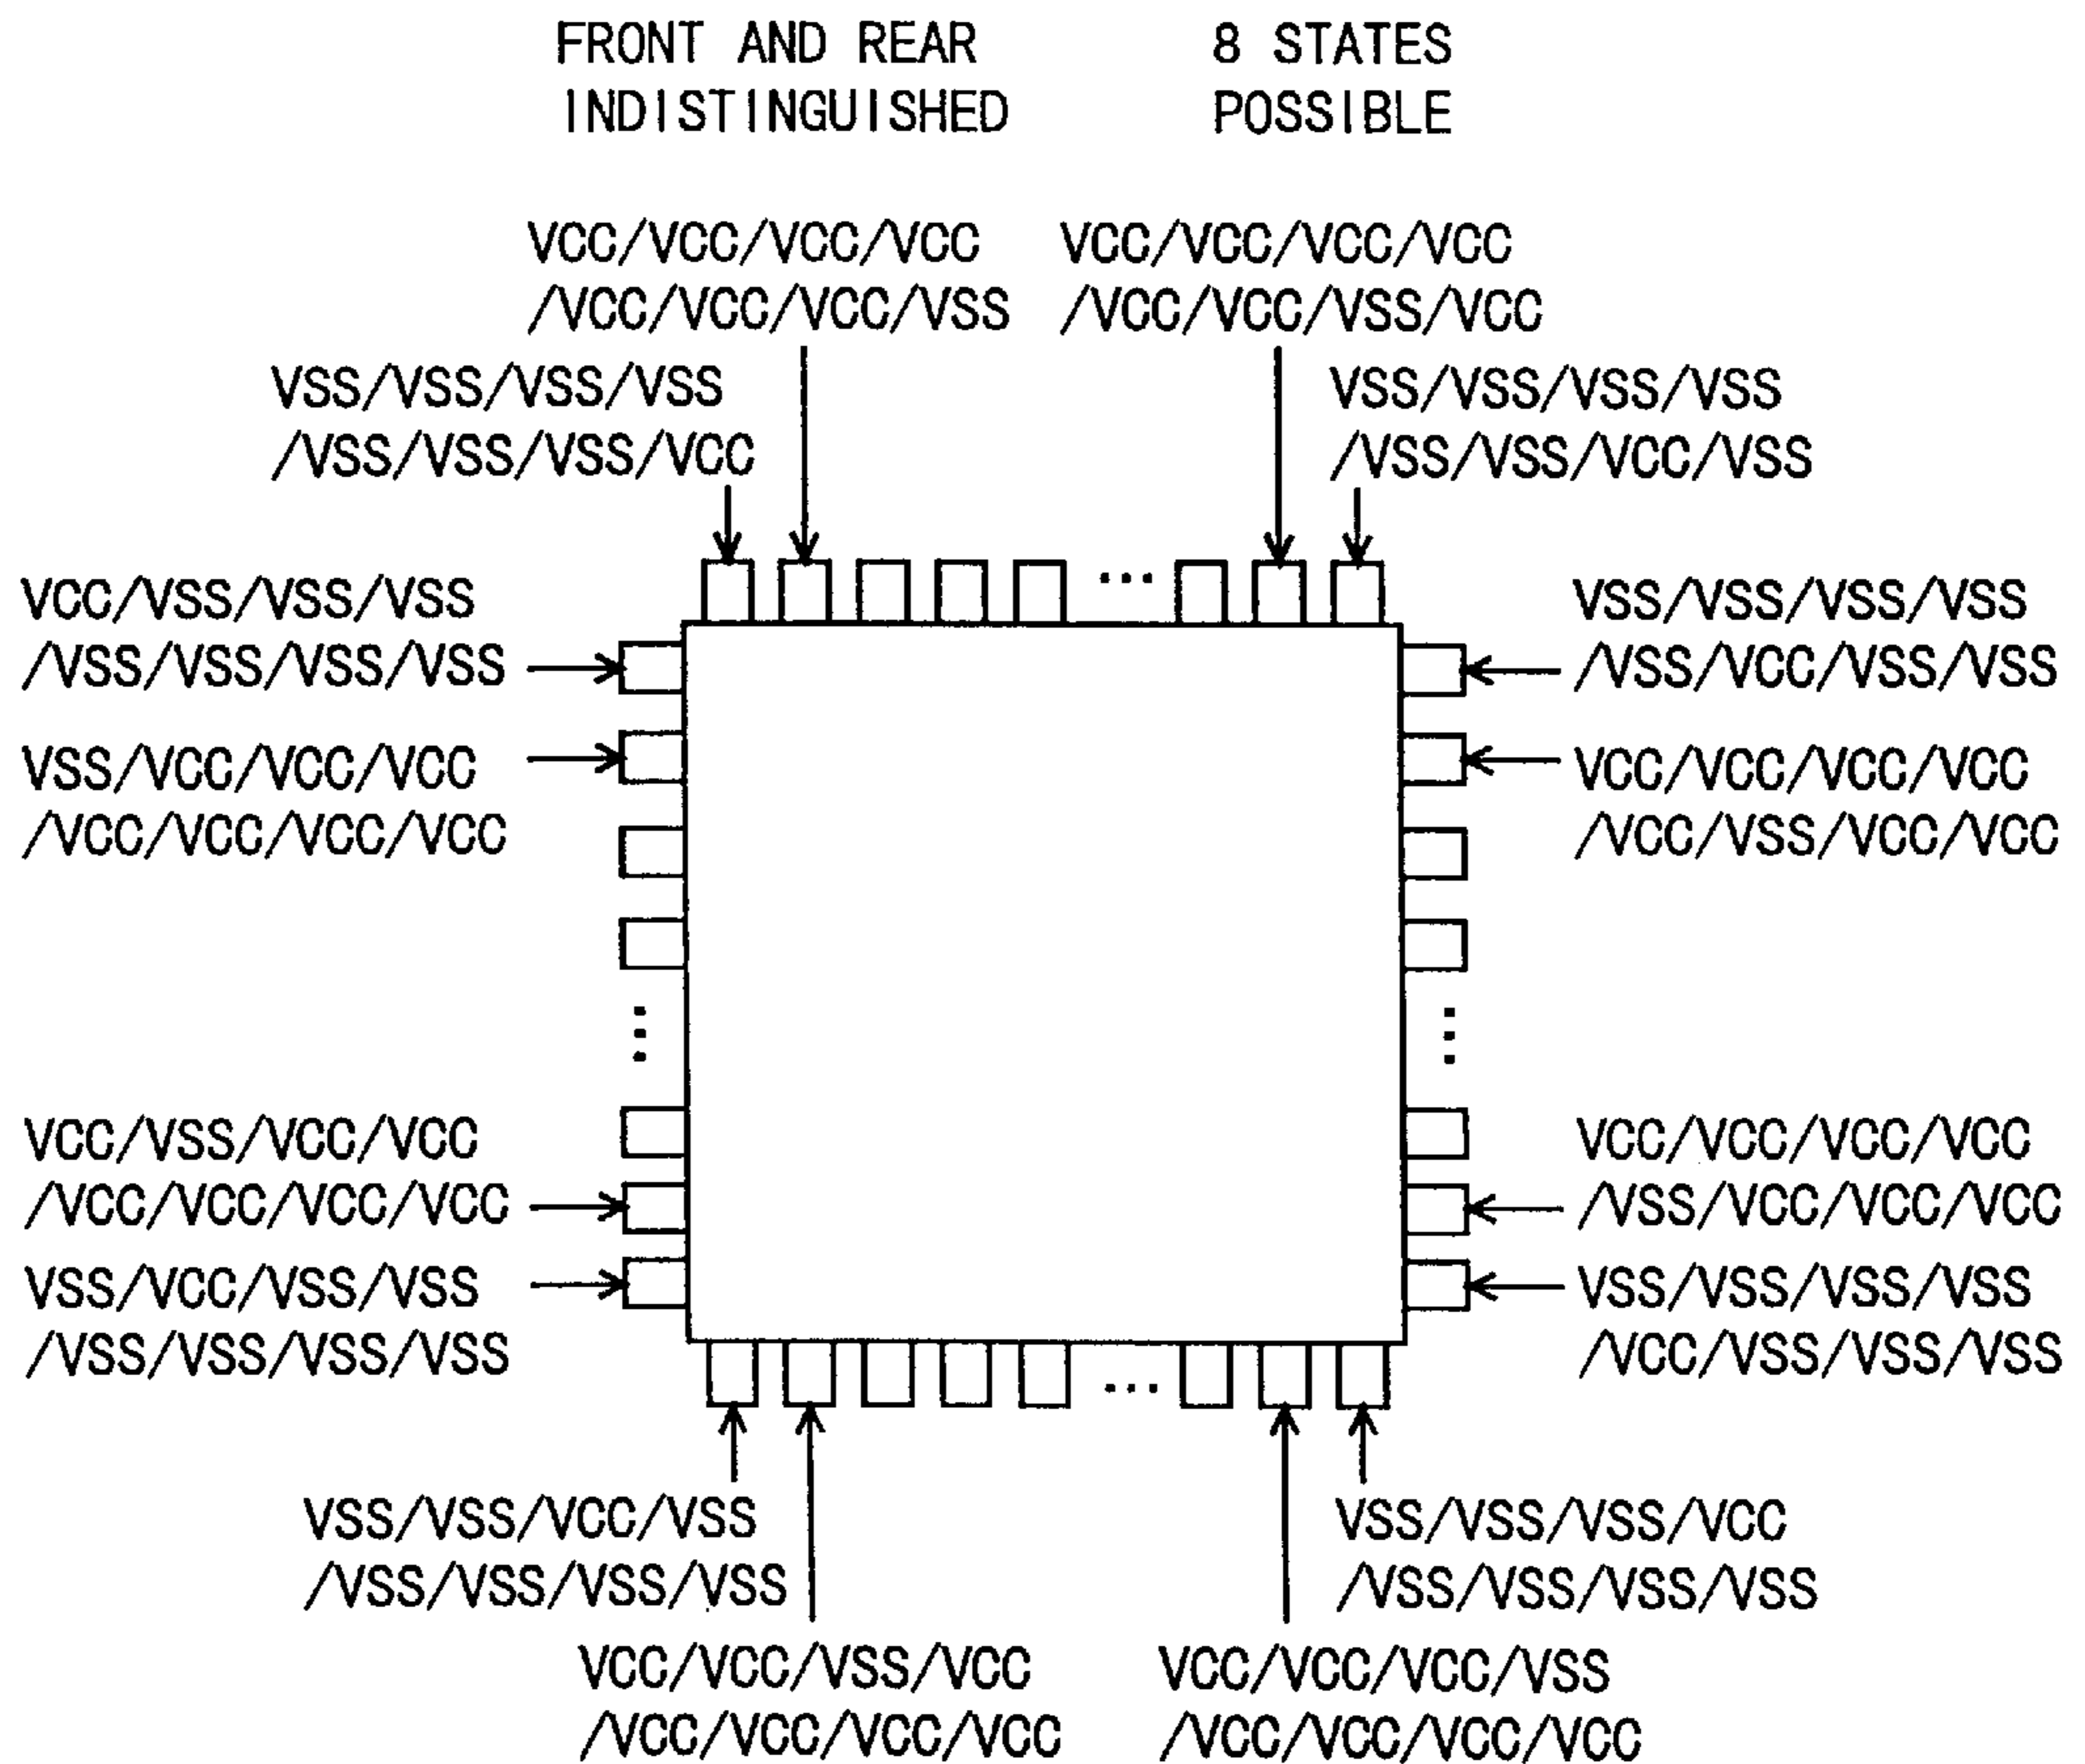 FRONT AND REAR
INDISTINGUISHED
8 STATES
POSSIBLE
VCC/VCC/VCC/VCC
/VCC/VCC/VCC/VSS
VCC/VCC/VCC/VCC
/VCC/VCC/VSS/VCC
VSS/VSS/VSS/VSS
/VSS/VSS/VSS/VCC
VSS/VSS/VSS/VSS
/VSS/VSS/VCC/VSS
VCC/VSS/VSS/VSS
/VSS/VSS/VSS/VSS
VSS/VSS/VSS/VSS
/VSS/VCC/VSS/VSS
VSS/VCC/VCC/VCC
/VCC/VCC/VCC/VCC
VCC/VCC/VCC/VCC
/VCC/VSS/VCC/VCC
VCC/VSS/VCC/VCC
/VCC/VCC/VCC/VCC
VCC/VCC/VCC/VCC
/VSS/VCC/VCC/VCC
VSS/VCC/VSS/VSS
/VSS/VSS/VSS/VSS
VSS/VSS/VSS/VSS
/VCC/VSS/VSS/VSS
VSS/VSS/VCC/VSS
/VSS/VSS/VSS/VSS
VSS/VSS/VSS/VCC
/VSS/VSS/VSS/VSS
VCC/VCC/VSS/VCC
/VCC/VCC/VCC/VCC
VCC/VCC/VCC/VSS
/VCC/VCC/VCC/VCC